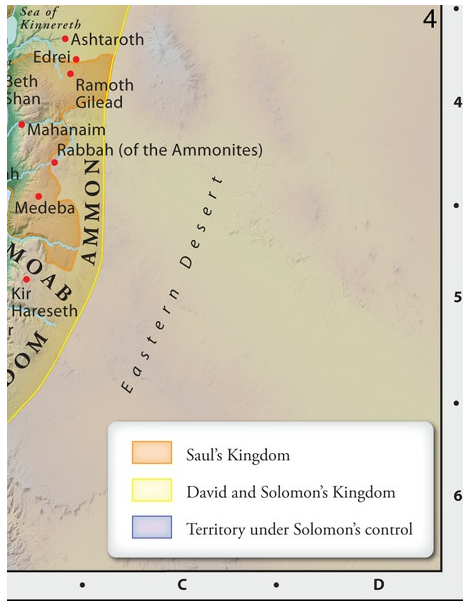 Sea of
Kinnereth
4
Ashtaroth
Edrei
Ramoth
Gilead
Beth
Shan
4
Mahanaim
Rabbah (of the Ammonites)
AMMON
Medeba
Eastern Desert
MOAB
Kir
Hareseth
5
Saul's Kingdom
David and Solomon's Kingdom
Territory under Solomon's control
6
C
D